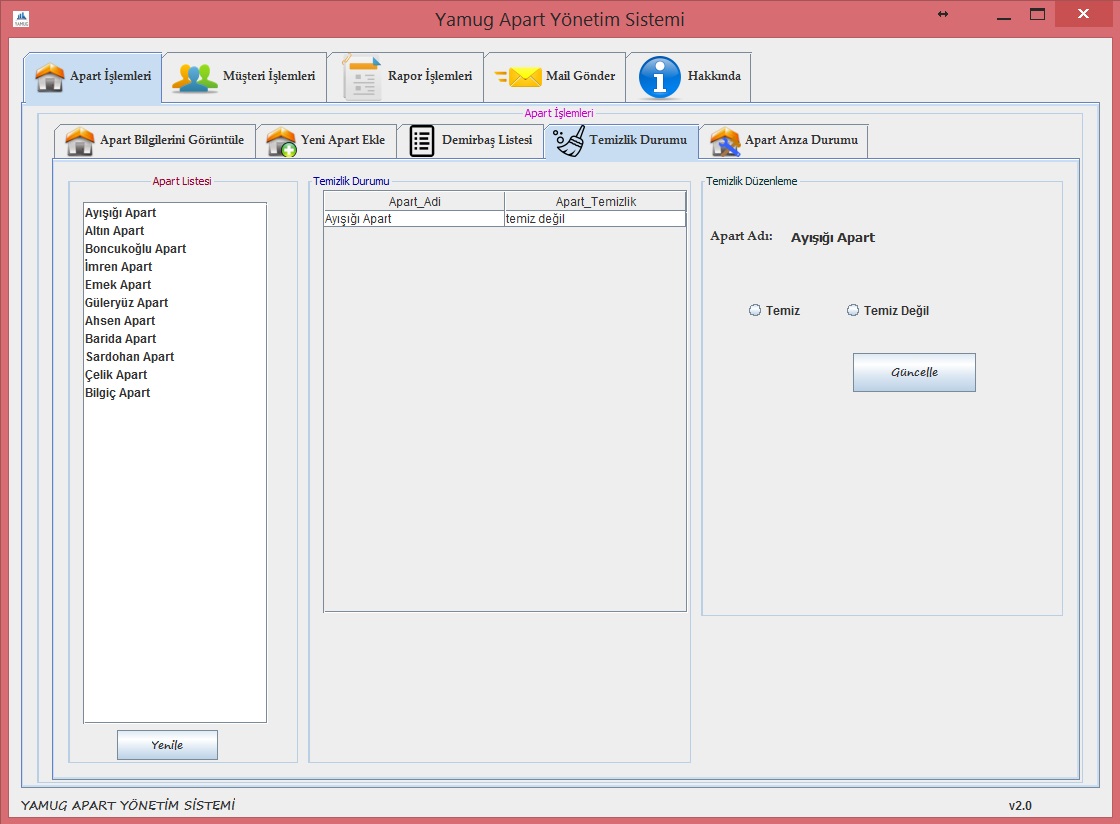 Yamug Apart Yönetim Sistemi
Apart İşlemleri
Müşteri İşlemleri
Rapor İşlemleri
Mail Gönder
Hakkında
Apart İşlemleri
Apart Bilgilerini Görüntüle
Yeni Apart Ekle
Demirbaş Listesi
Temizlik Durumu
Apart Arıza Durumu
Apart Listesi
Ayışığı Apart
Altın Apart
Boncukoğlu Apart
İmren Apart
Emek Apart
Güleryüz Apart
Ahsen Apart
Barida Apart
Sardohan Apart
Çelik Apart
Bilgiç Apart
Yenile
Temizlik Durumu
Apart_Adi Apart_Temizlik
Ayışığı Apart temiz değil
Temizlik Düzenleme
Apart Adı: Ayışığı Apart
Temiz Temiz Değil
Güncelle
YAMUG APART YÖNETİM SİSTEMİ v2.0